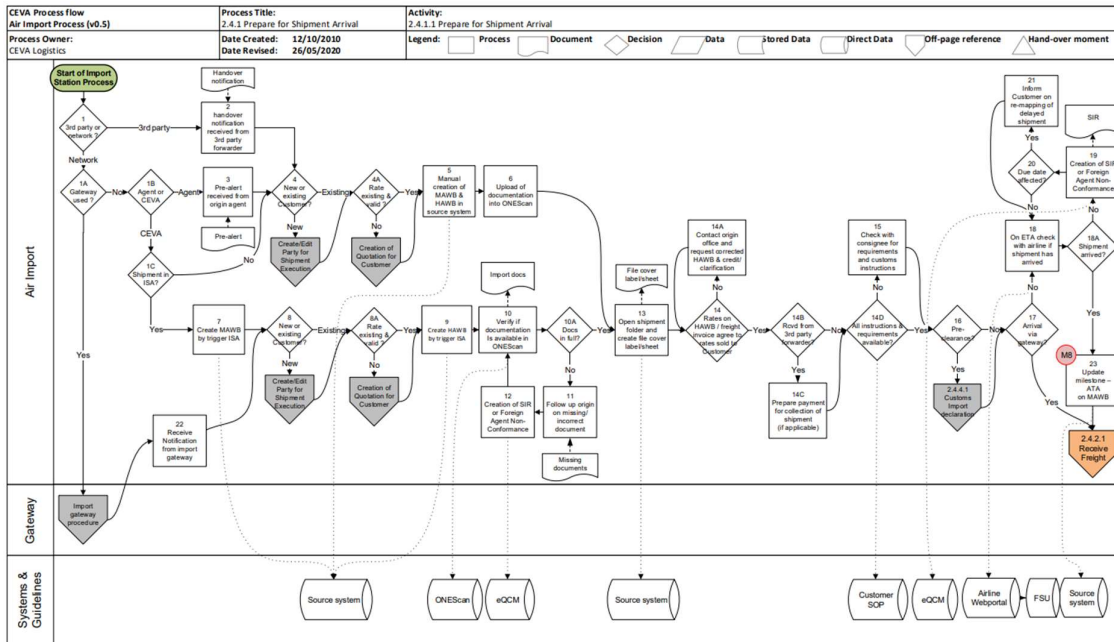 CEVA Process flow
Air Import Process (v0.5)
Process Title:
2.4.1 Prepare for Shipment Arrival
Activity:
2.4.1.1 Prepare for Shipment Arrival
Process Owner:
CEVA Logistics
Date Created: 12/10/2010
Date Revised: 26/05/2020
Legend:
Process
Document
Decision
Data
Stored Data
Direct Data
Off-page reference
Hand-over moment
Air Import
Start of Import
Station Process
1
3rd party or
network ?
3rd party
Network
Handover
notification
2
handover
notification
received from
3rd party
forwarder
1A
Gateway
used ?
No
Yes
1B
Agent or
CEVA
Agent
CEVA
3
Pre-alert
received from
origin agent
Pre-alert
1C
Shipment in
ISA?
No
Yes
4
New or
existing
Customer ?
Existing
New
Create/Edit
Party for
Shipment
Execution
4A
Rate
existing &
valid ?
Yes
No
Creation of
Quotation for
Customer
5
Manual
creation of
MAWB &
HAWB in
source system
6
Upload of
documentation
into ONEScan
7
Create MAWB
by trigger ISA
8
New or
existing
Customer?
Existing
New
Create/Edit
Party for
Shipment
Execution
8A
Rate
existing &
valid ?
Yes
No
Creation of
Quotation for
Customer
9
Create HAWB
by trigger ISA
Import docs
10
Verify if
documentation
Is available in
ONEScan
10A
Docs
in full?
Yes
No
11
Follow up origin
on missing/
incorrect
document
Missing
documents
12
Creation of SIR
or Foreign
Agent Non-
Conformance
File cover
label/sheet
13
Open shipment
folder and
create file cover
label/sheet
14A
Contact origin
office and
request corrected
HAWB & credit/
clarification
No
14
Rates on
HAWB / freight
invoice agree to
rates sold to
Customer
Yes
14B
Rcvd from
3rd party
forwarder?
No
Yes
14C
Prepare payment
for collection of
shipment
(if applicable)
15
Check with
consignee for
requirements
and customs
instructions
No
14D
All instructions &
requirements
available?
Yes
16
Pre-
clearance?
No
Yes
2.4.4.1
Customs
Import
declaration
17
Arrival via
gateway?
No
Yes
18
On ETA check
with airline if
shipment has
arrived
18A
Shipment
arrived?
No
Yes
SIR
19
Creation of SIR
or Foreign
Agent Non-
Conformance
20
Due date
affected?
Yes
No
21
Inform
Customer on
re-mapping of
delayed
shipment
M8
23
Update
milestone –
ATA
on MAWB
2.4.2.1
Receive
Freight
22
Receive
Notification
from import
gateway
Gateway
Import
gateway
procedure
Systems &
Guidelines
Source system
ONEScan
eQCM
Source system
Customer
SOP
eQCM
Airline
Webportal
FSU
Source
system